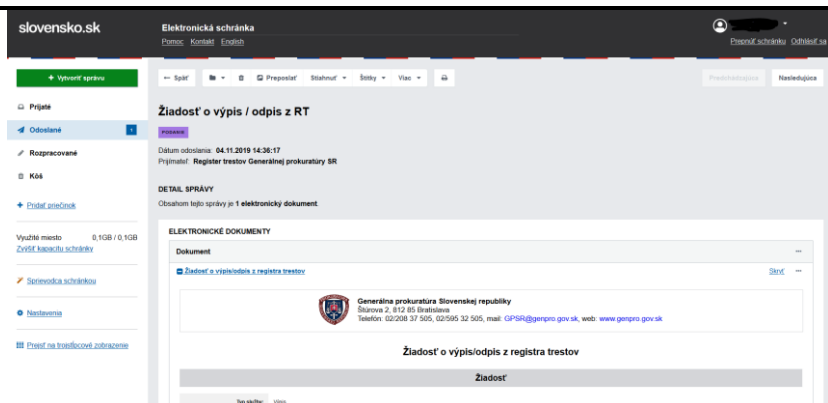 slovensko.sk
Elektronická schránka
Pomoc Kontakt English
Prepnúť schránku Odhlásiť sa
+ Vytvoriť správu
← Späť Preposlať Stiahnuť Štítky Viac
Predchádzajúca Nasledujúca
Prijaté
Odoslané
Rozpracované
Kôš
+ Pridať priečinok
Využité miesto 0,1GB / 0,1GB
Zvýšiť kapacitu schránky
Sprievodca schránkou
Nastavenia
Prejsť na trojstĺpcové zobrazenie
Žiadosť o výpis / odpis z RT
PODANIE
Dátum odoslania: 04.11.2019 14:36:17
Prijímateľ: Register trestov Generálnej prokuratúry SR
DETAIL SPRÁVY
Obsahom tejto správy je 1 elektronický dokument.
ELEKTRONICKÉ DOKUMENTY
Dokument ...
Žiadosť o výpis/odpis z registra trestov Skryť ...
Generálna prokuratúra Slovenskej republiky
Štúrova 2, 812 85 Bratislava
Telefón: 02/208 37 505, 02/595 32 505, mail: GPSR@genpro.gov.sk, web: www.genpro.gov.sk
Žiadosť o výpis/odpis z registra trestov
Žiadosť
Typ služby: Výpis